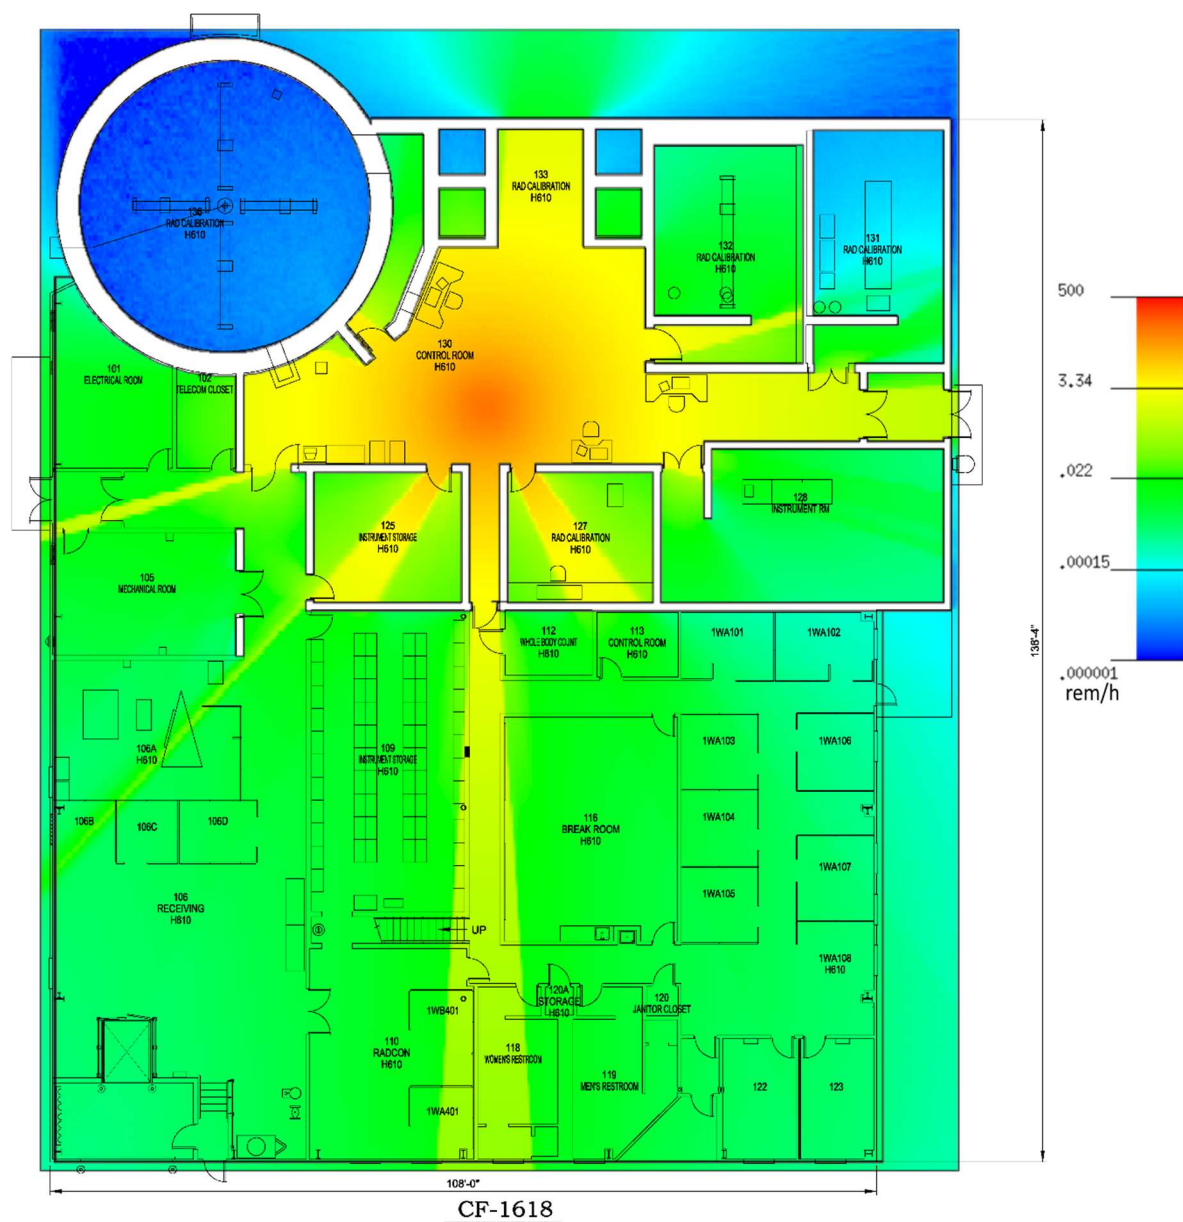 133
RAD CALIBRATION
H610
136
RAD CALIBRATION
H610
132
RAD CALIBRATION
H610
131
RAD CALIBRATION
H610
500
3.34
.022
.00015
.000001
rem/h
130
CONTROL ROOM
H610
101
ELECTRICAL ROOM
102
TELECOM CLOSET
125
INSTRUMENT STORAGE
H610
127
RAD CALIBRATION
H610
128
INSTRUMENT RM
105
MECHANICAL ROOM
112
WHOLE BODY COUNT
H610
113
CONTROL ROOM
H610
1WA101
1WA102
138'-4"
106A
H610
109
INSTRUMENT STORAGE
H610
1WA103
1WA106
106B
106C
106D
116
BREAK ROOM
H610
1WA104
1WA107
1WA105
106
RECEIVING
H610
UP
1WA108
H610
120A
STORAGE
H610
120
JANITOR CLOSET
1WB401
110
RADCON
H610
118
WOMEN'S RESTROOM
119
MEN'S RESTROOM
122
123
1WA401
108'-0"
CF-1618